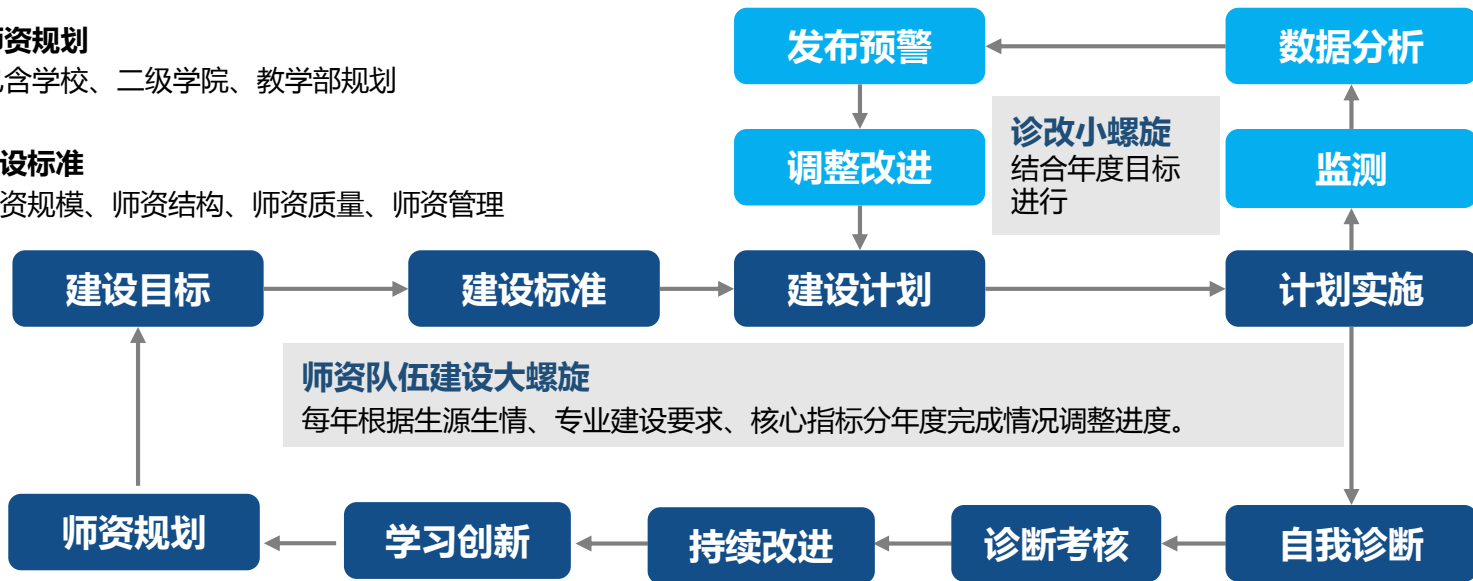 师资规划
包含学校、二级学院、教学部规划
建设标准
师资规模、师资结构、师资质量、师资管理
发布预警
数据分析
调整改进
诊改小螺旋
结合年度目标
进行
监测
建设目标
建设标准
建设计划
计划实施
师资队伍建设大螺旋
每年根据生源生情、专业建设要求、核心指标分年度完成情况调整进度。
师资规划
学习创新
持续改进
诊断考核
自我诊断